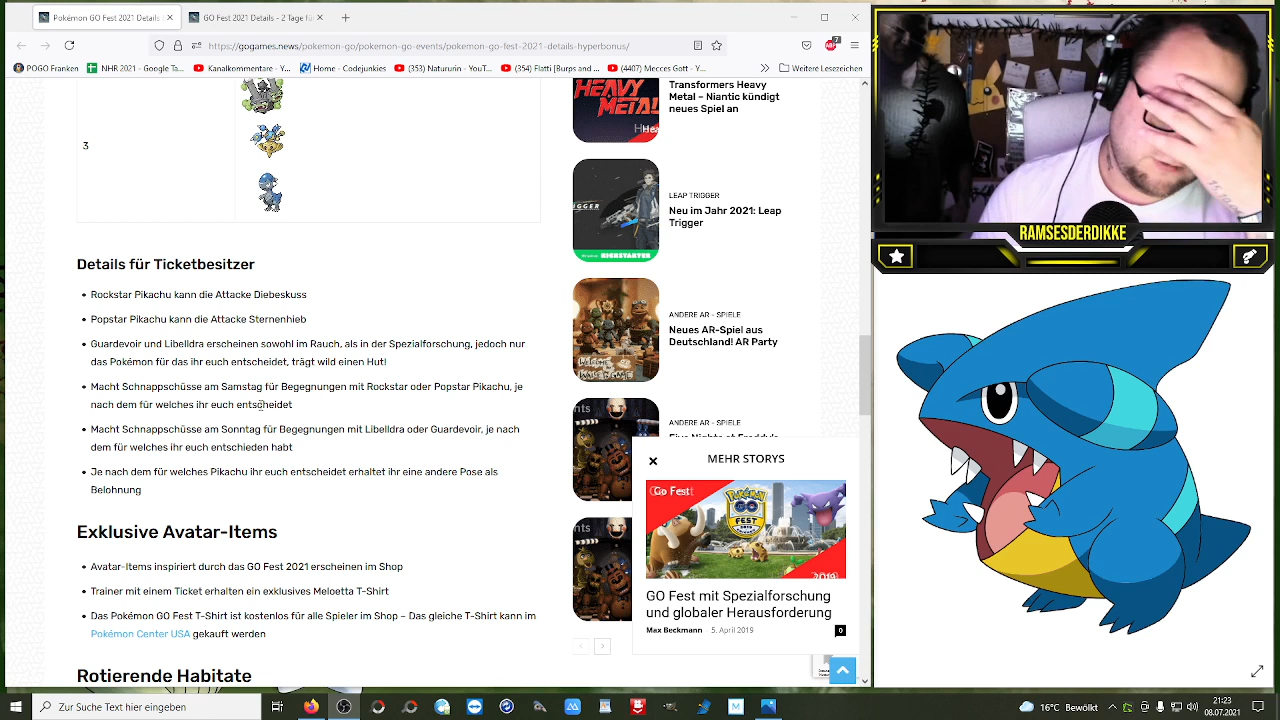 Pokémon GO Fest 2021 Details
https://gogames.news/pokemon-go/pokemon-go-events/pokemon-go-fest-2021-details-hyperbonus/
POGO Franken
NHR 2021 - Google T...
Kanalkommentare - Y...
Home - Codejunkies
(353) Nutturin - YouT...
(354) Flatti [Burps and...
(4407) Mecces Gott - Y...
Weitere Lesezeichen
3
HEAVY
METAL
Transformers Heavy
Metal – Niantic kündigt
neues Spiel an
LEAP TRIGGER
Neu im Jahr 2021: Leap
Trigger
KICKSTARTER
ANDERE AR - SPIELE
Neues AR-Spiel aus
Deutschland! AR Party
ANDERE AR - SPIELE
Details für Ticketbesitzer
Rockstar Pikachu kann die Attacke Diebeskuss
Popstar Pikachu kann die Attacke Sternenhieb
Guardevoir und Libelldra erscheinen sowohl im Rauch, als in der Spezialforschung, jedoch nur
das Pokémon für das ihr euch entscheidet, trägt wild einen Hut!
Macht Schnappschüsse am Samstag für Begegnungen mit Rockstar oder Popstar Pikachu, je
nach dem für welches ihr euch entscheidet
Macht Schnappschüsse am Sonntag für Begegnungen mit Libelldra oder Guardevoir, je nach
dem für welches ihr euch entschieden habt
Je nach dem für welches Pikachu ihr euch entscheidet erhaltet ihr eine andere Pose als
Belohnung
Exklusive Avatar-Items
Avatar-Items inspiriert durch das GO Fest 2021 erscheinen im Shop
Trainer mit einem Ticket erhalten ein exklusives Meloetta T-Shirt
Das Pokémon GO Fest T-Shirt ist kostenlos für alle Spieler im Shop – Das gleiche T-Shirt kann im
Pokémon Center USA gekauft werden
Rotierende Habitate
MEHR STORYS
Go Fest
POKÉMON
GO
FEST
2019
GO Fest mit Spezialforschung
und globaler Herausforderung
Max Beckmann - 5. April 2019
0
RAMSESDERDIKKE
Zur Suche Text hier eingeben
16°C Bewölkt
21:23
08.07.2021